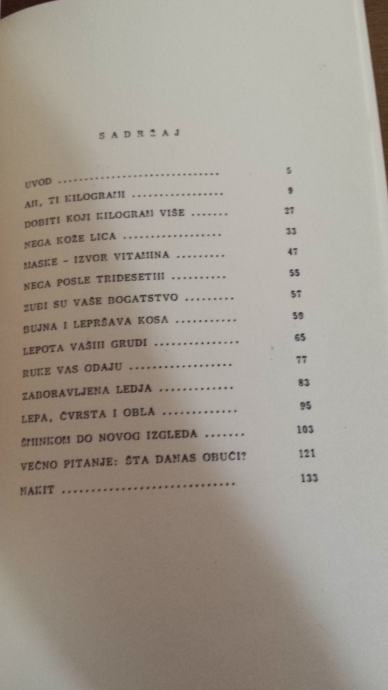 SADRŽAJ
UVOD ............................ 5
AH, TI KILOGRAMI ................ 9
DOBITI KOJI KILOGRAM VIŠE ....... 27
NEGA KOŽE LICA .................. 33
MASKE - IZVOR VITAMINA ......... 47
NEGA POSLE TRIDESETIH .......... 55
ZUBI SU VAŠE BOGATSTVO ......... 57
BUJNA I LEPRŠAVA KOSA ........... 59
LEPOTA VAŠIH GRUDI .............. 65
RUKE VAS ODAJU .................. 77
ZABORAVLJENA LEDJA ............. 83
LEPA, ČVRSTA I OBLA ............. 95
ŠMINKOM DO NOVOG IZGLEDA ....... 103
VEČNO PITANJE: ŠTA DANAS OBUĆI? 121
NAKIT ............................ 133